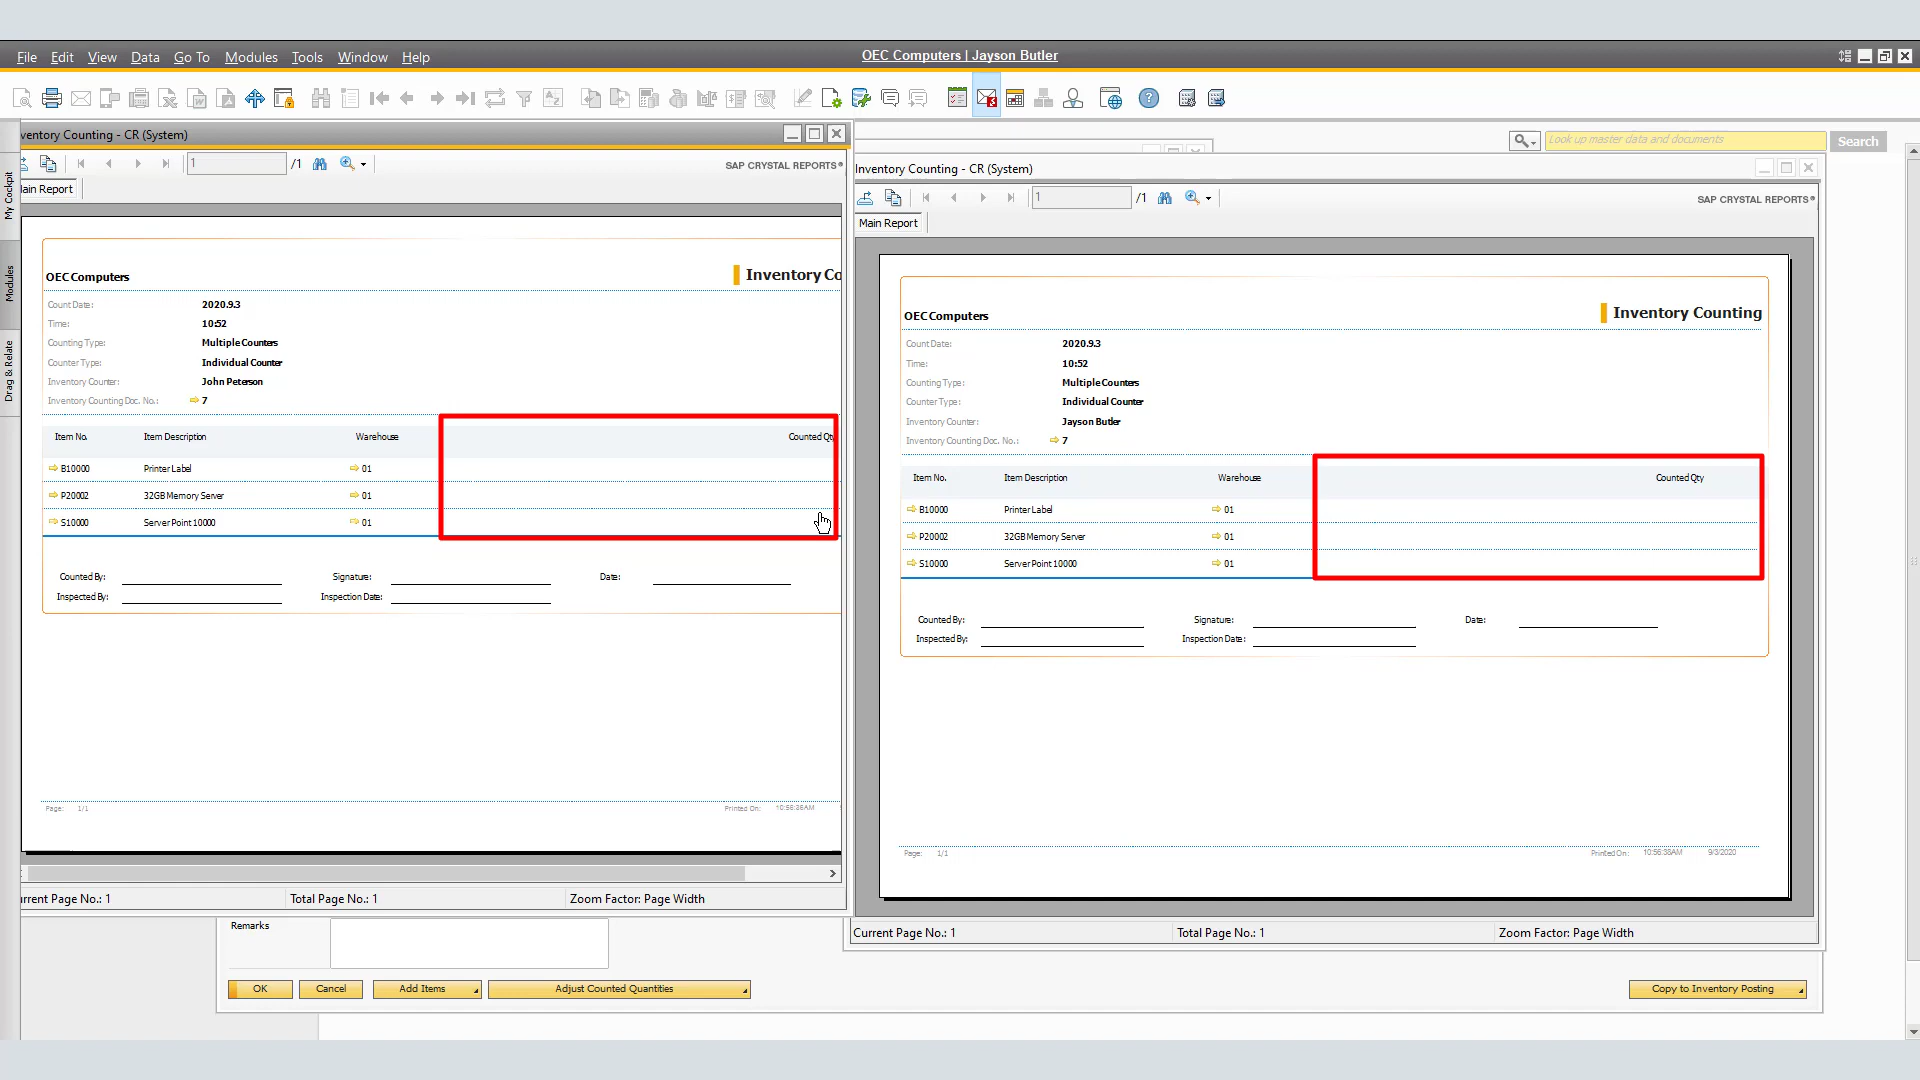 OEC Computers | Jayson Butler
File Edit View Data Go To Modules Tools Window Help
Look up master data and documents
Search
My Cockpit
Modules
Drag & Relate
ventory Counting - CR (System)
1 /1
SAP CRYSTAL REPORTS®
ain Report
OEC Computers
Inventory Co
Count Date: 2020.9.3
Time: 10:52
Counting Type: Multiple Counters
Counter Type: Individual Counter
Inventory Counter: John Peterson
Inventory Counting Doc. No.: 7
Item No. Item Description Warehouse Counted Qty
B10000 Printer Label 01
P20002 32GB Memory Server 01
S10000 Server Point 10000 01
Counted By: Signature: Date:
Inspected By: Inspection Date:
Page: 1/1 Printed On: 10:56:38AM
rrent Page No.: 1 Total Page No.: 1 Zoom Factor: Page Width
Inventory Counting - CR (System)
1 /1
SAP CRYSTAL REPORTS®
Main Report
OEC Computers
Inventory Counting
Count Date: 2020.9.3
Time: 10:52
Counting Type: Multiple Counters
Counter Type: Individual Counter
Inventory Counter: Jayson Butler
Inventory Counting Doc. No.: 7
Item No. Item Description Warehouse Counted Qty
B10000 Printer Label 01
P20002 32GB Memory Server 01
S10000 Server Point 10000 01
Counted By: Signature: Date:
Inspected By: Inspection Date:
Page: 1/1 Printed On: 10:56:38AM 9/3/2020
Current Page No.: 1 Total Page No.: 1 Zoom Factor: Page Width
Remarks
OK Cancel Add Items Adjust Counted Quantities Copy to Inventory Posting